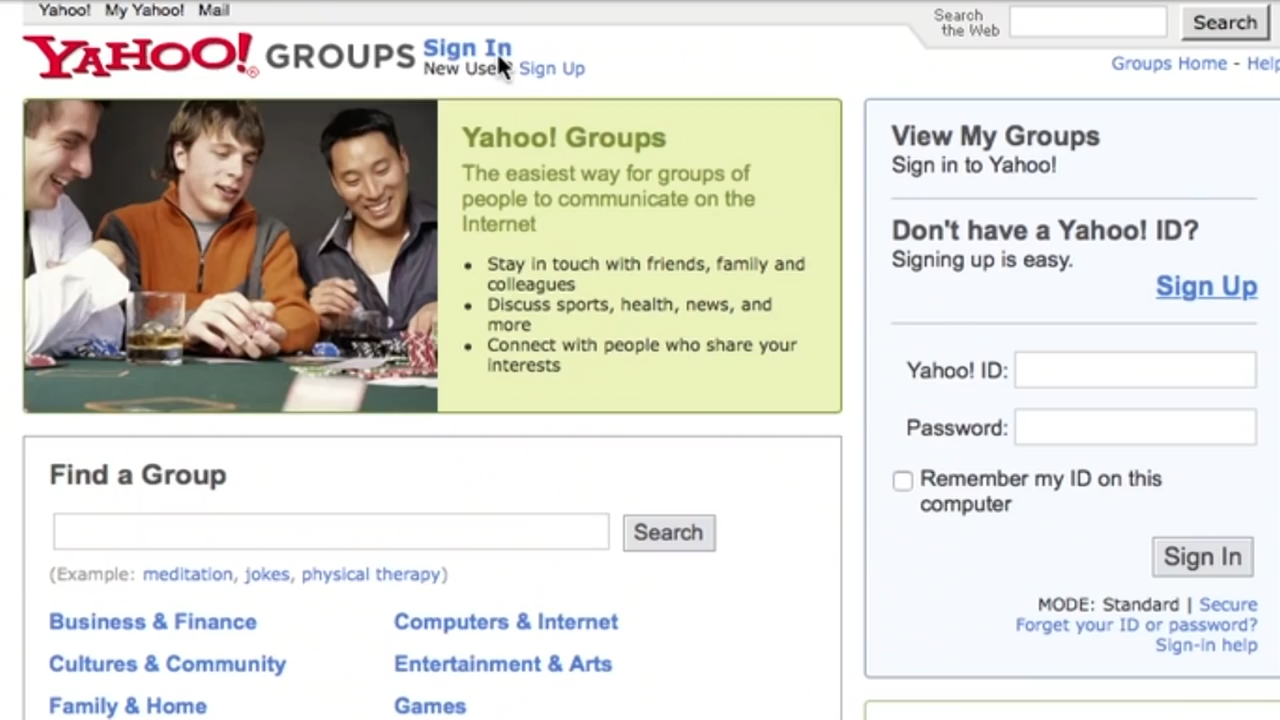 Yahoo! My Yahoo! Mail
Search
the Web
Search
YAHOO!® GROUPS
Sign In
New User? Sign Up
Groups Home - Help
Yahoo! Groups
The easiest way for groups of
people to communicate on the
Internet
• Stay in touch with friends, family and
colleagues
• Discuss sports, health, news, and
more
• Connect with people who share your
interests
View My Groups
Sign in to Yahoo!
Don't have a Yahoo! ID?
Signing up is easy.
Sign Up
Yahoo! ID:
Password:
Remember my ID on this
computer
Sign In
MODE: Standard | Secure
Forget your ID or password?
Sign-in help
Find a Group
Search
(Example: meditation, jokes, physical therapy)
Business & Finance
Computers & Internet
Cultures & Community
Entertainment & Arts
Family & Home
Games